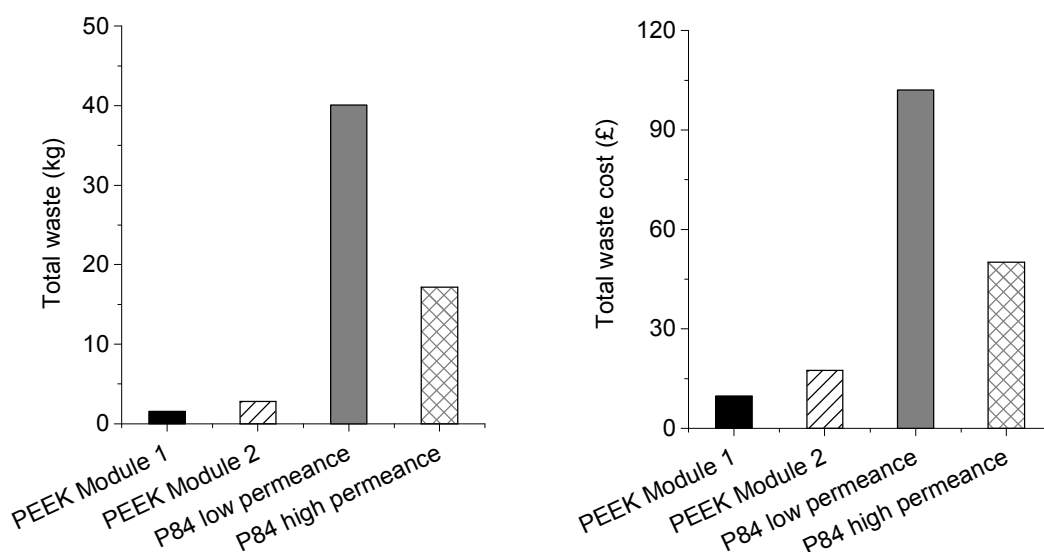 50
40
30
20
10
0
Total waste (kg)
PEEK Module 1
PEEK Module 2
P84 low permeance
P84 high permeance
120
90
60
30
0
Total waste cost (£)
PEEK Module 1
PEEK Module 2
P84 low permeance
P84 high permeance